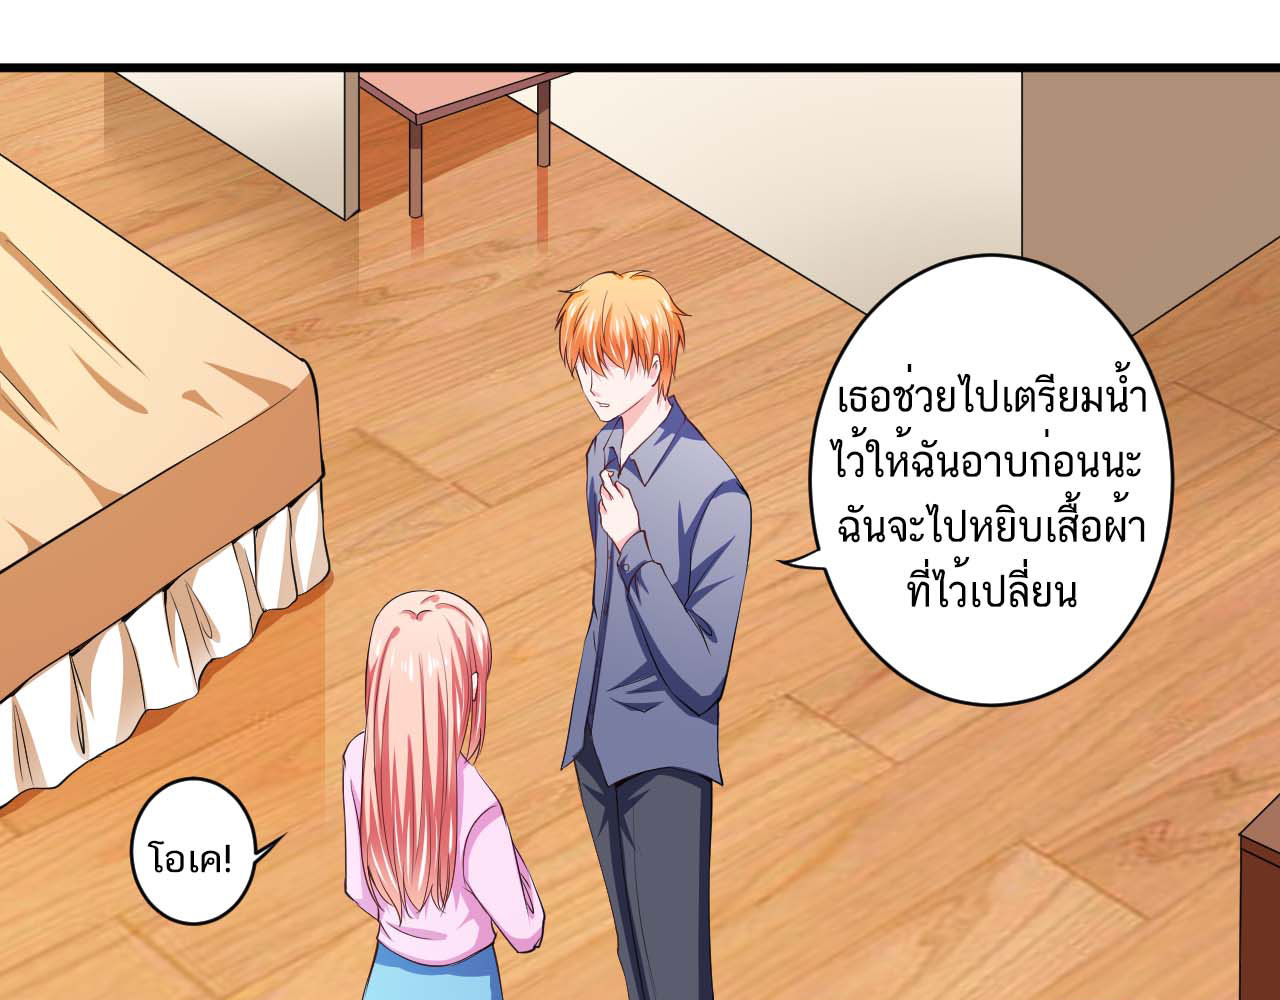 เธอช่วยไปเตรียมน้ำ
ไว้ให้ฉันอาบก่อนนะ
ฉันจะไปหยิบเสื้อผ้า
ที่ไว้เปลี่ยน
โอเค!